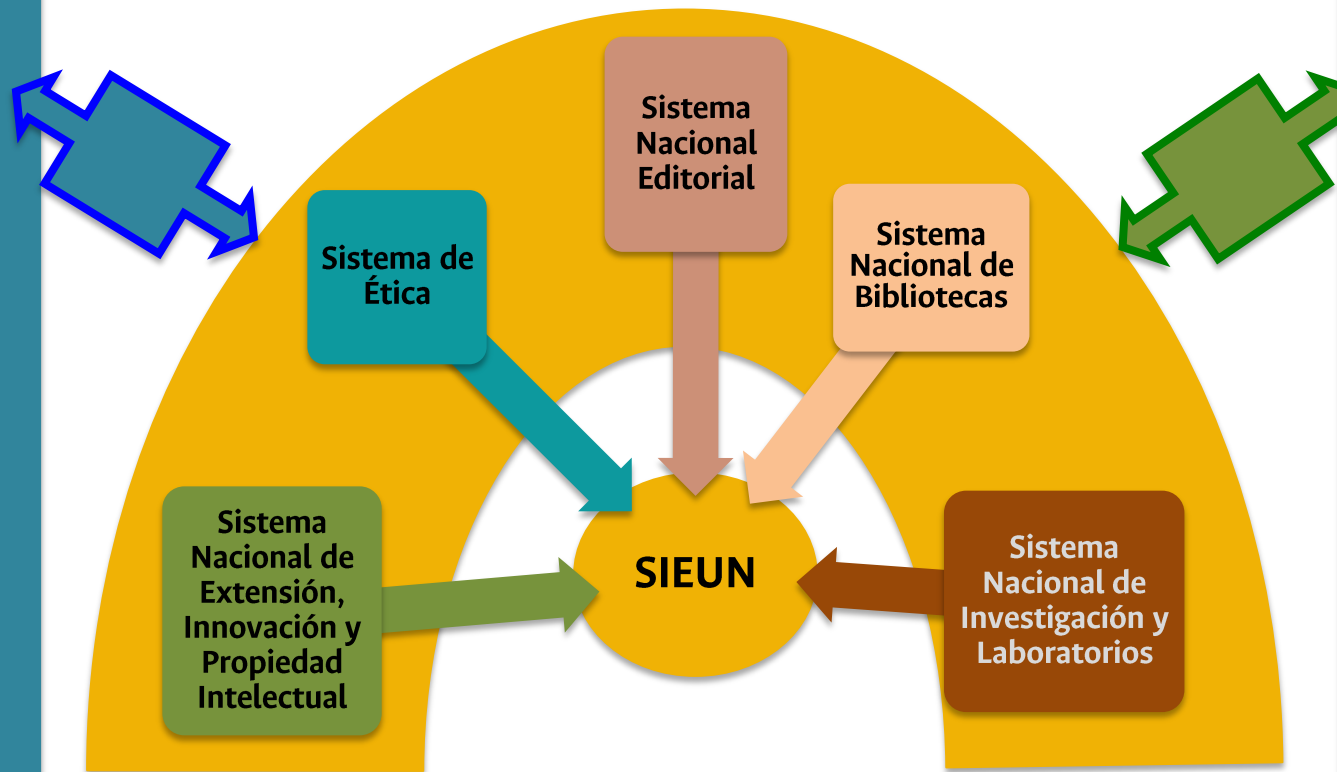 Sistema
Nacional
Editorial
Sistema de
Ética
Sistema
Nacional de
Bibliotecas
Sistema
Nacional de
Extensión,
Innovación y
Propiedad
Intelectual
SIEUN
Sistema
Nacional de
Investigación y
Laboratorios